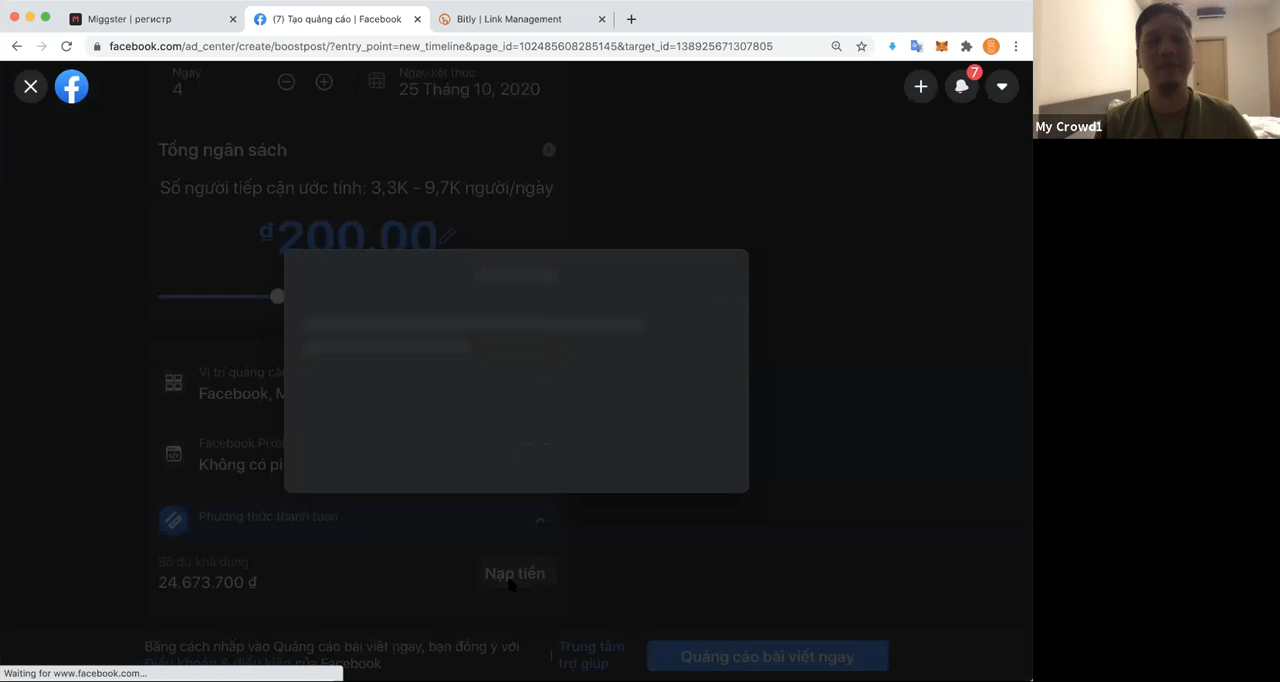 Miggster | регистр
(7) Tạo quảng cáo | Facebook
Bitly | Link Management
facebook.com/ad_center/create/boostpost/?entry_point=new_timeline&page_id=102485608285145&target_id=138925671307805
7
My Crowd1
Ngày
4
Ngày kết thúc
25 Tháng 10, 2020
Tổng ngân sách
Số người tiếp cận ước tính: 3,3K - 9,7K người/ngày
₫200.00
Vị trí quảng cáo
Facebook, M
Facebook Pixel
Không có pi
Phương thức thanh toán
Số dư khả dụng
24.673.700 ₫
Nạp tiền
Bằng cách nhấp vào Quảng cáo bài viết ngay, bạn đồng ý với
Điều khoản & điều kiện của Facebook
Trung tâm
trợ giúp
Quảng cáo bài viết ngay
Waiting for www.facebook.com...